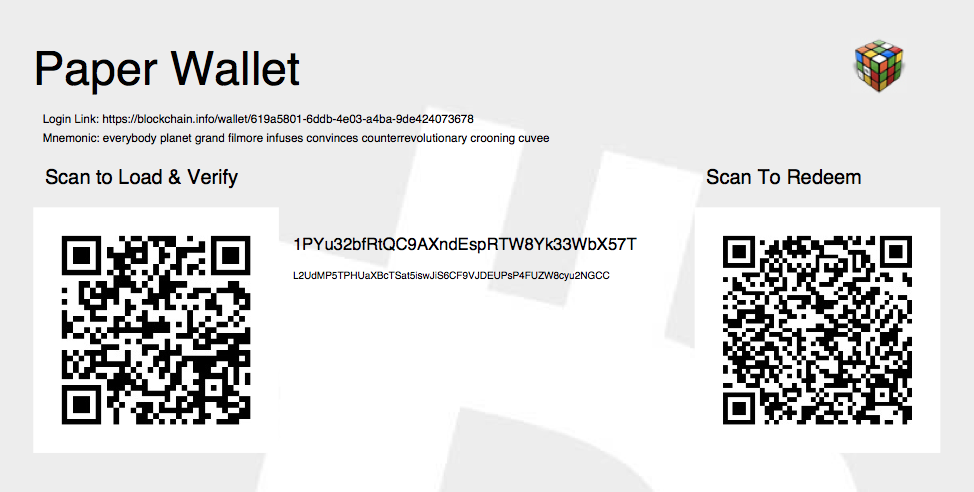 Paper Wallet
Login Link: https://blockchain.info/wallet/619a5801-6ddb-4e03-a4ba-9de424073678
Mnemonic: everybody planet grand filmore infuses convinces counterrevolutionary crooning cuvee
Scan to Load & Verify
Scan To Redeem
1PYu32bfRtQC9AXndEspRTW8Yk33WbX57T
L2UdMP5TPHUaXBcTSat5iswJiS6CF9VJDEUPsP4FUZW8cyu2NGCC